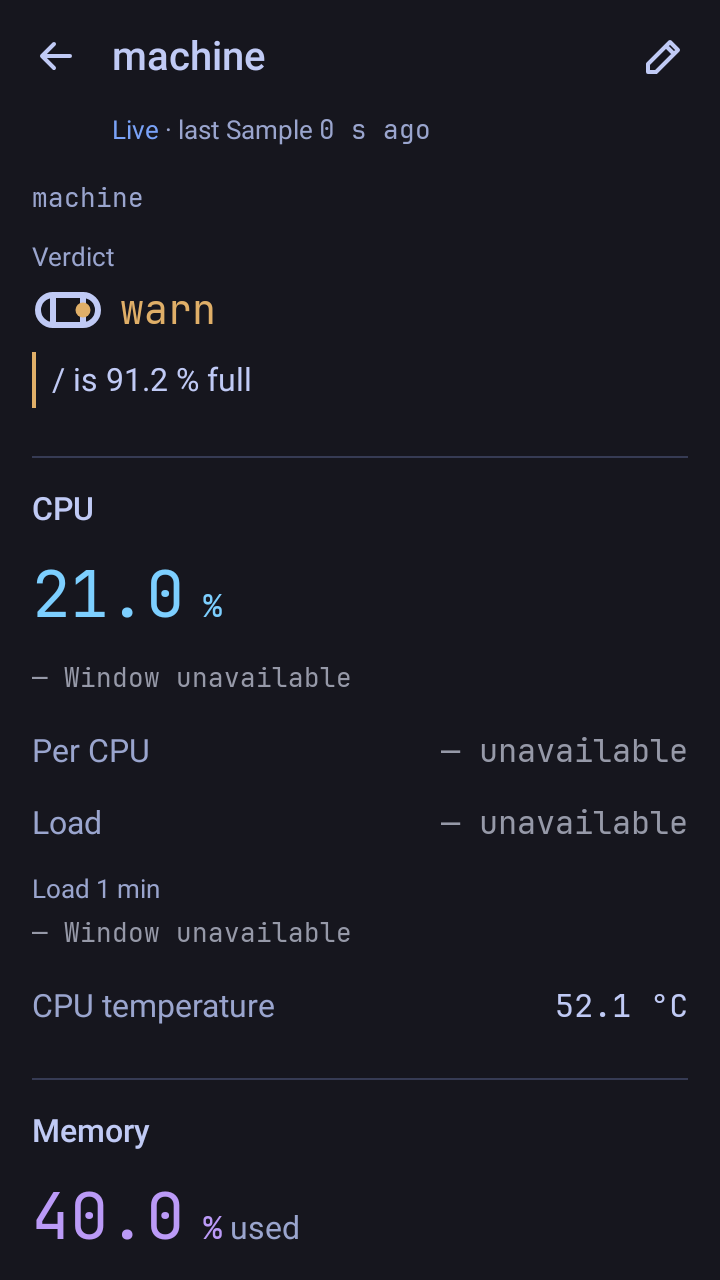 machine
Live · last Sample 0 s ago
machine
Verdict
warn
/ is 91.2 % full
CPU
21.0 %
— Window unavailable
Per CPU — unavailable
Load — unavailable
Load 1 min
— Window unavailable
CPU temperature 52.1 °C
Memory
40.0 % used